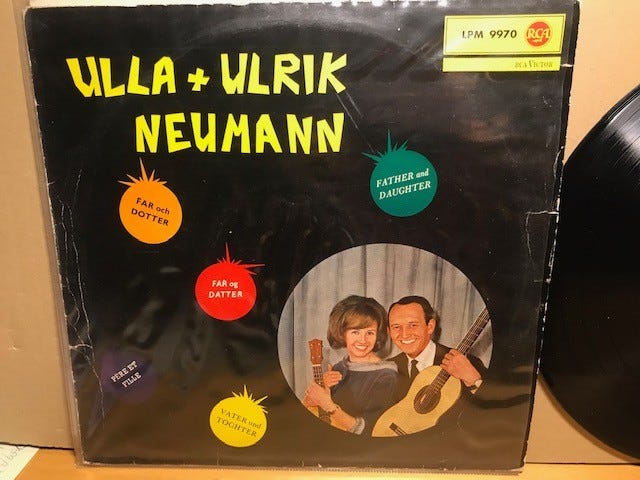 LPM 9970 RCA
RCA VICTOR
ULLA + ULRIK
NEUMANN
FATHER and
DAUGHTER
FAR och
DOTTER
FAR og
DATTER
PÈRE ET
FILLE
VATER und
TOCHTER